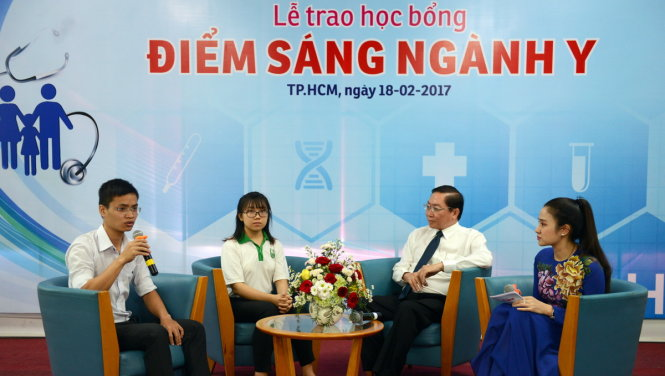 Lễ trao học bổng
ĐIỂM SÁNG NGÀNH Y
TP.HCM, ngày 18-02-2017